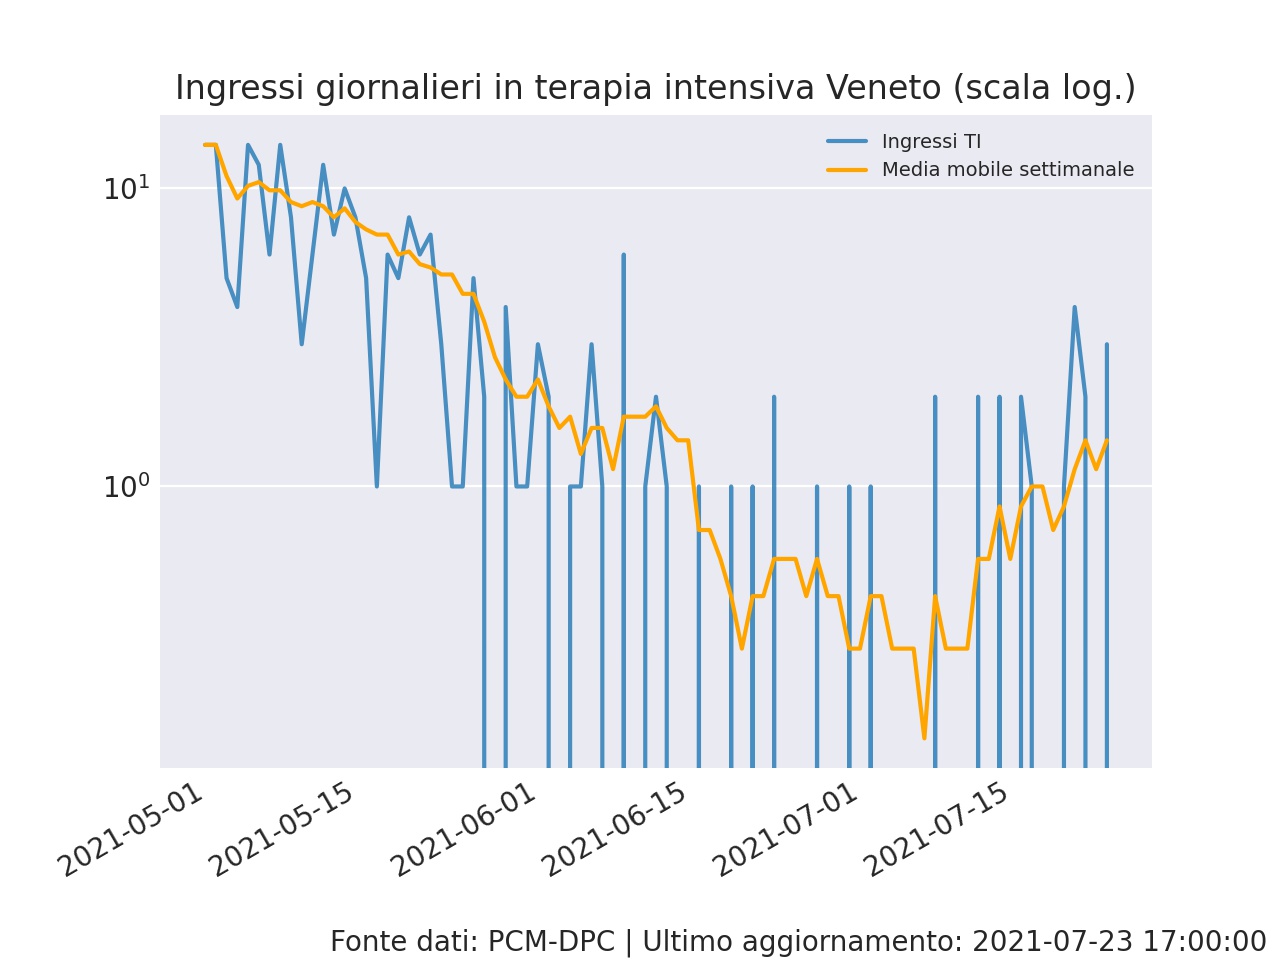 Ingressi giornalieri in terapia intensiva Veneto (scala log.)
Ingressi TI
Media mobile settimanale
10¹
10⁰
2021-05-01
2021-05-15
2021-06-01
2021-06-15
2021-07-01
2021-07-15
Fonte dati: PCM-DPC | Ultimo aggiornamento: 2021-07-23 17:00:00